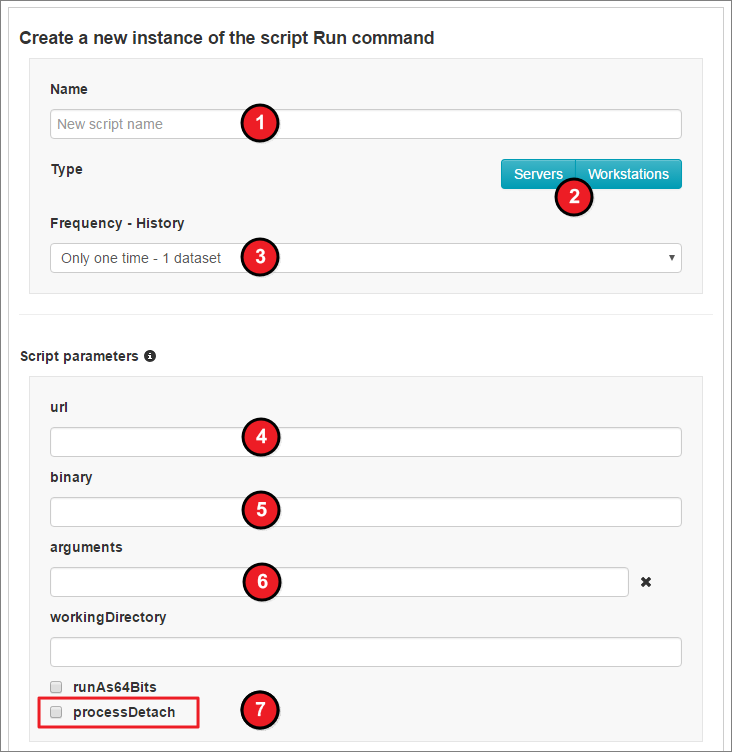 Create a new instance of the script Run command
Name
New script name
1
Type
Servers
Workstations
2
Frequency - History
Only one time - 1 dataset
3
Script parameters
url
4
binary
5
arguments
6
workingDirectory
runAs64Bits
processDetach
7